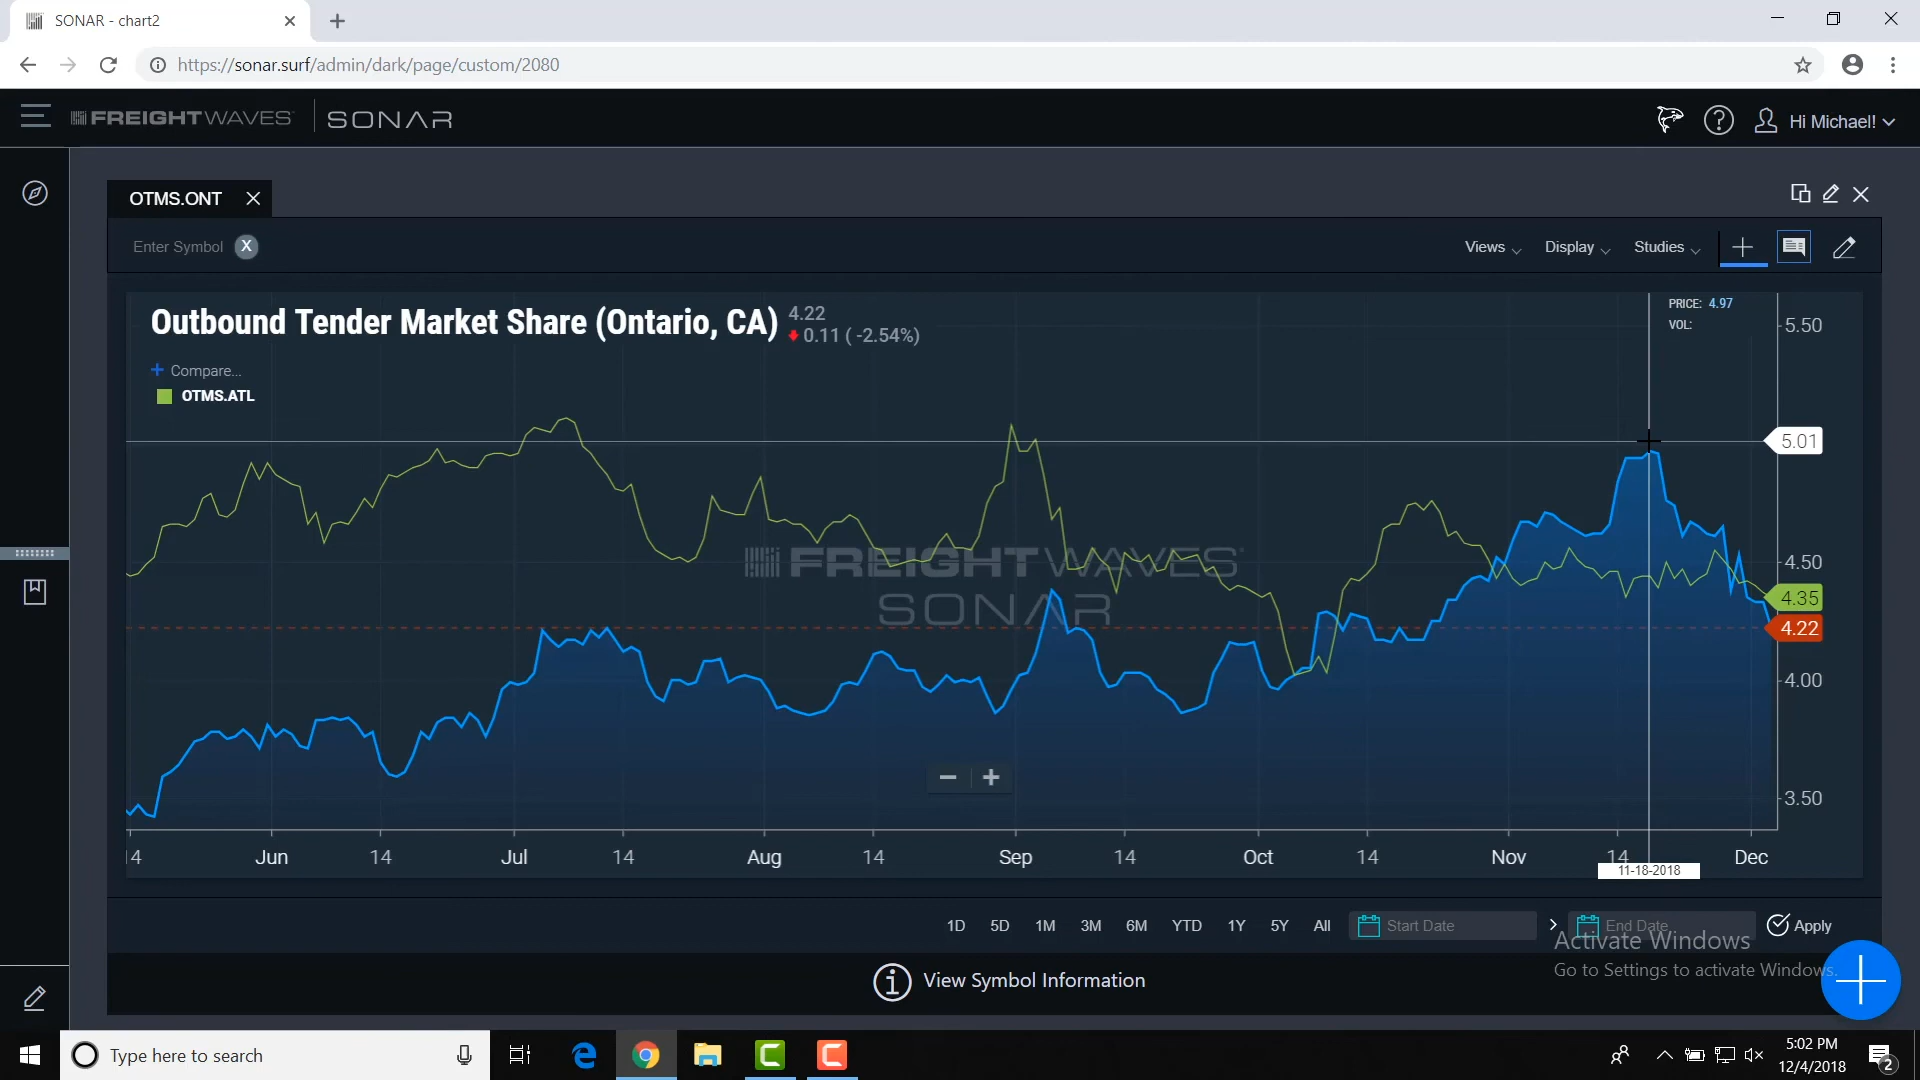 SONAR - chart2
https://sonar.surf/admin/dark/page/custom/2080
FREIGHTWAVES SONAR
Hi Michael!
OTMS.ONT
Enter Symbol X
Views Display Studies
Outbound Tender Market Share (Ontario, CA) 4.22
0.11 ( -2.54%)
PRICE: 4.97
VOL:
5.50
+ Compare...
OTMS.ATL
5.01
FREIGHTWAVES
SONAR
4.50
4.35
4.22
4.00
3.50
14 Jun 14 Jul 14 Aug 14 Sep 14 Oct 14 Nov 14 Dec
11-18-2018
1D 5D 1M 3M 6M YTD 1Y 5Y All Start Date > End Date Apply
Activate Windows
Go to Settings to activate Windows.
View Symbol Information
Type here to search
5:02 PM
12/4/2018
2